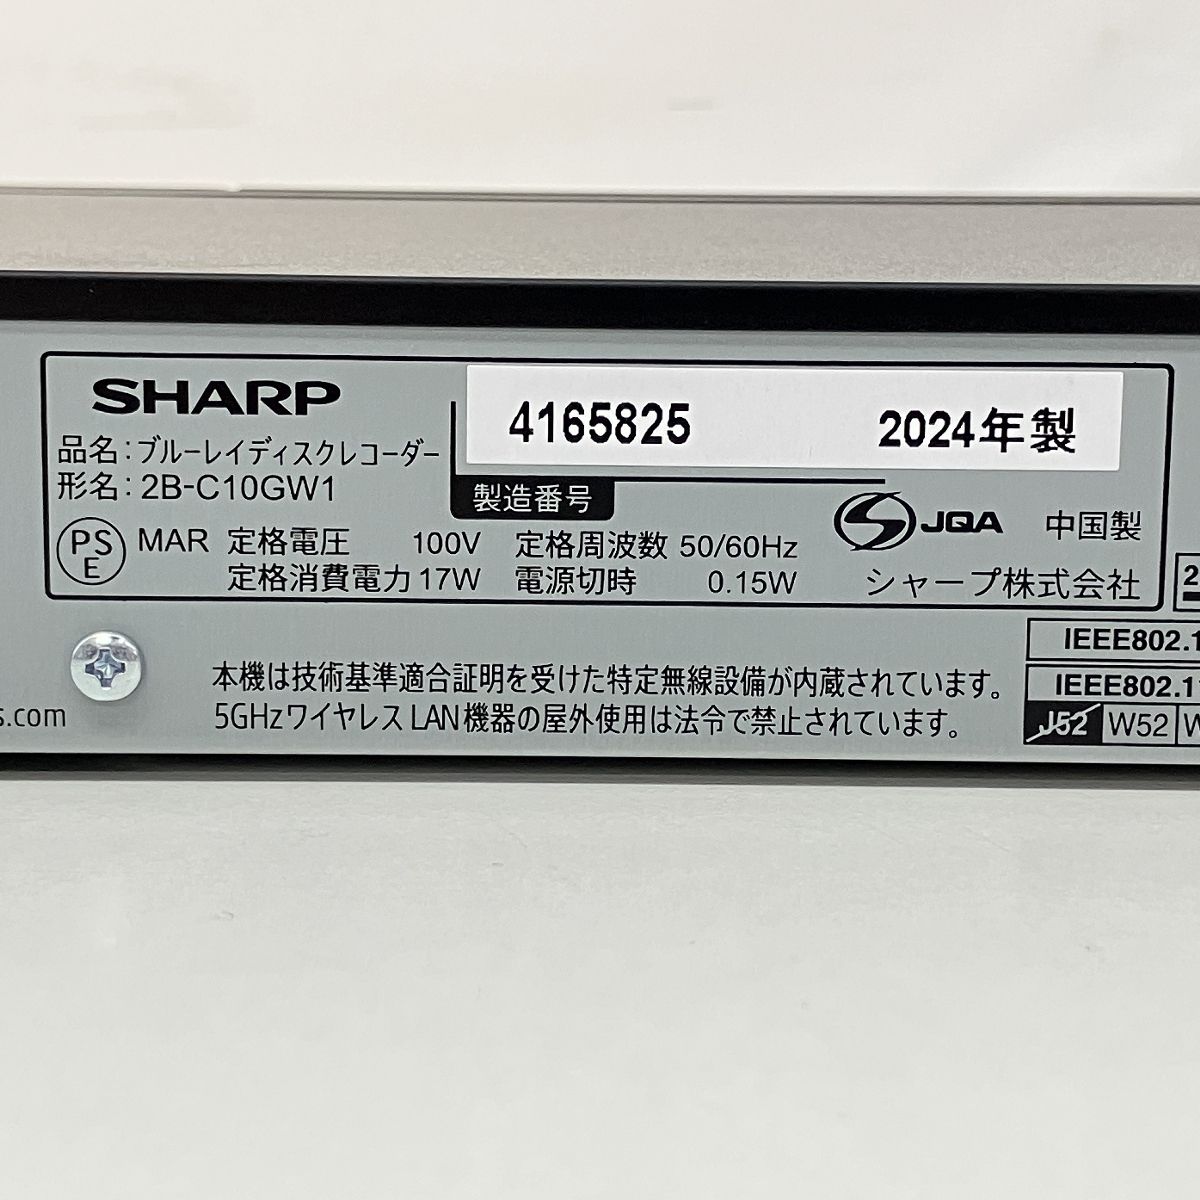 SHARP
4165825 2024年製
品名:ブルーレイディスクレコーダー
形名:2B-C10GW1
製造番号
JQA 中国製
PS
E
MAR 定格電圧 100V 定格周波数 50/60Hz
定格消費電力 17W 電源切時 0.15W シャープ株式会社
2
IEEE802.1
本機は技術基準適合証明を受けた特定無線設備が内蔵されています。
IEEE802.1
s.com
5GHzワイヤレスLAN機器の屋外使用は法令で禁止されています。
J52 W52 W